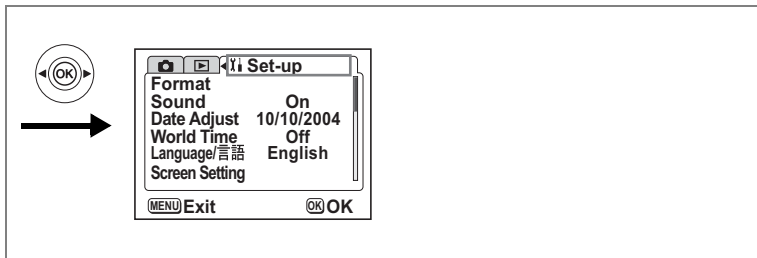 OK
Set-up
Format
Sound On
Date Adjust 10/10/2004
World Time Off
Language/言語 English
Screen Setting
MENU Exit OK OK